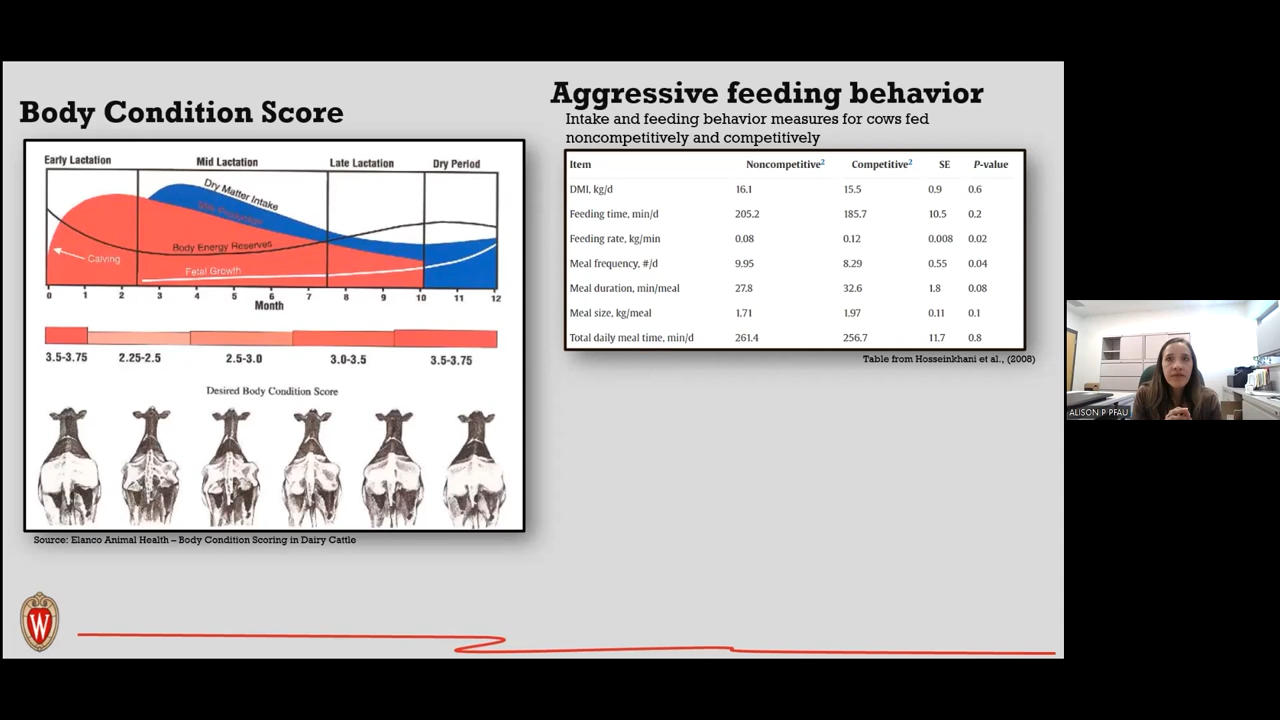 Body Condition Score
Early Lactation Mid Lactation Late Lactation Dry Period
Dry Matter Intake
Milk Production
Body Energy Reserves
Calving
Fetal Growth
0 1 2 3 4 5 6 7 8 9 10 11 12
Month
3.5-3.75 2.25-2.5 2.5-3.0 3.0-3.5 3.5-3.75
Desired Body Condition Score
Source: Elanco Animal Health – Body Condition Scoring in Dairy Cattle
W
Aggressive feeding behavior
Intake and feeding behavior measures for cows fed
noncompetitively and competitively
Item Noncompetitive² Competitive² SE P-value
DMI, kg/d 16.1 15.5 0.9 0.6
Feeding time, min/d 205.2 185.7 10.5 0.2
Feeding rate, kg/min 0.08 0.12 0.008 0.02
Meal frequency, #/d 9.95 8.29 0.55 0.04
Meal duration, min/meal 27.8 32.6 1.8 0.08
Meal size, kg/meal 1.71 1.97 0.11 0.1
Total daily meal time, min/d 261.4 256.7 11.7 0.8
Table from Hosseinkhani et al., (2008)
ALISON P PFAU